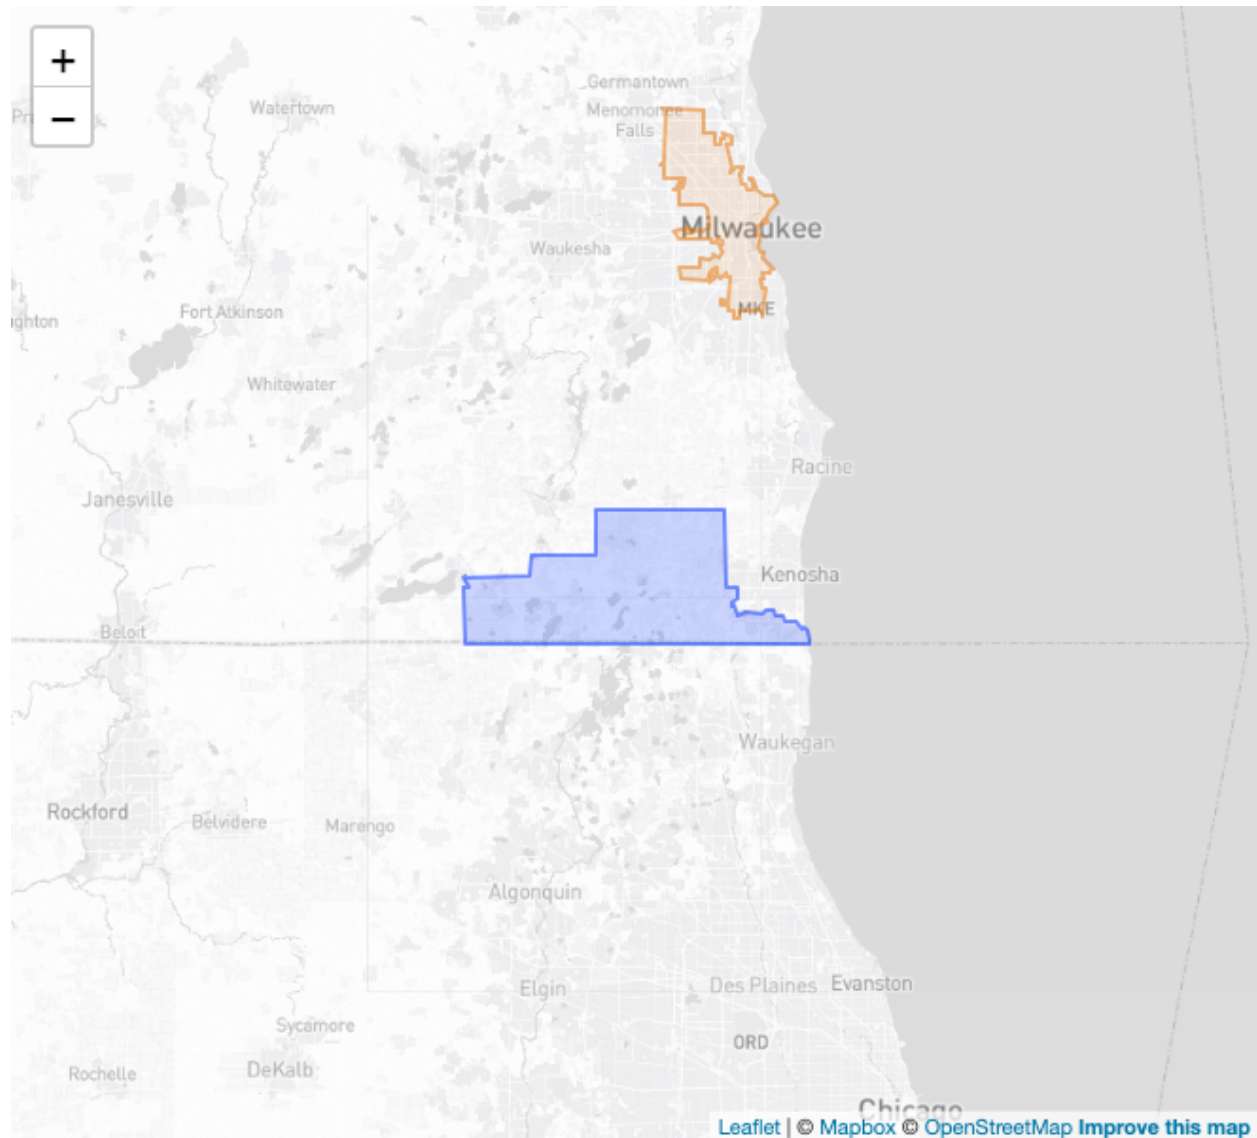 +
−
Germantown
Watertown
Menomonee
Falls
Milwaukee
Waukesha
MKE
Fort Atkinson
ghton
Whitewater
Racine
Janesville
Kenosha
Beloit
Waukegan
Rockford
Belvidere
Marengo
Algonquin
Elgin
Des Plaines
Evanston
Sycamore
ORD
DeKalb
Rochelle
Chicago
Leaflet | © Mapbox © OpenStreetMap Improve this map